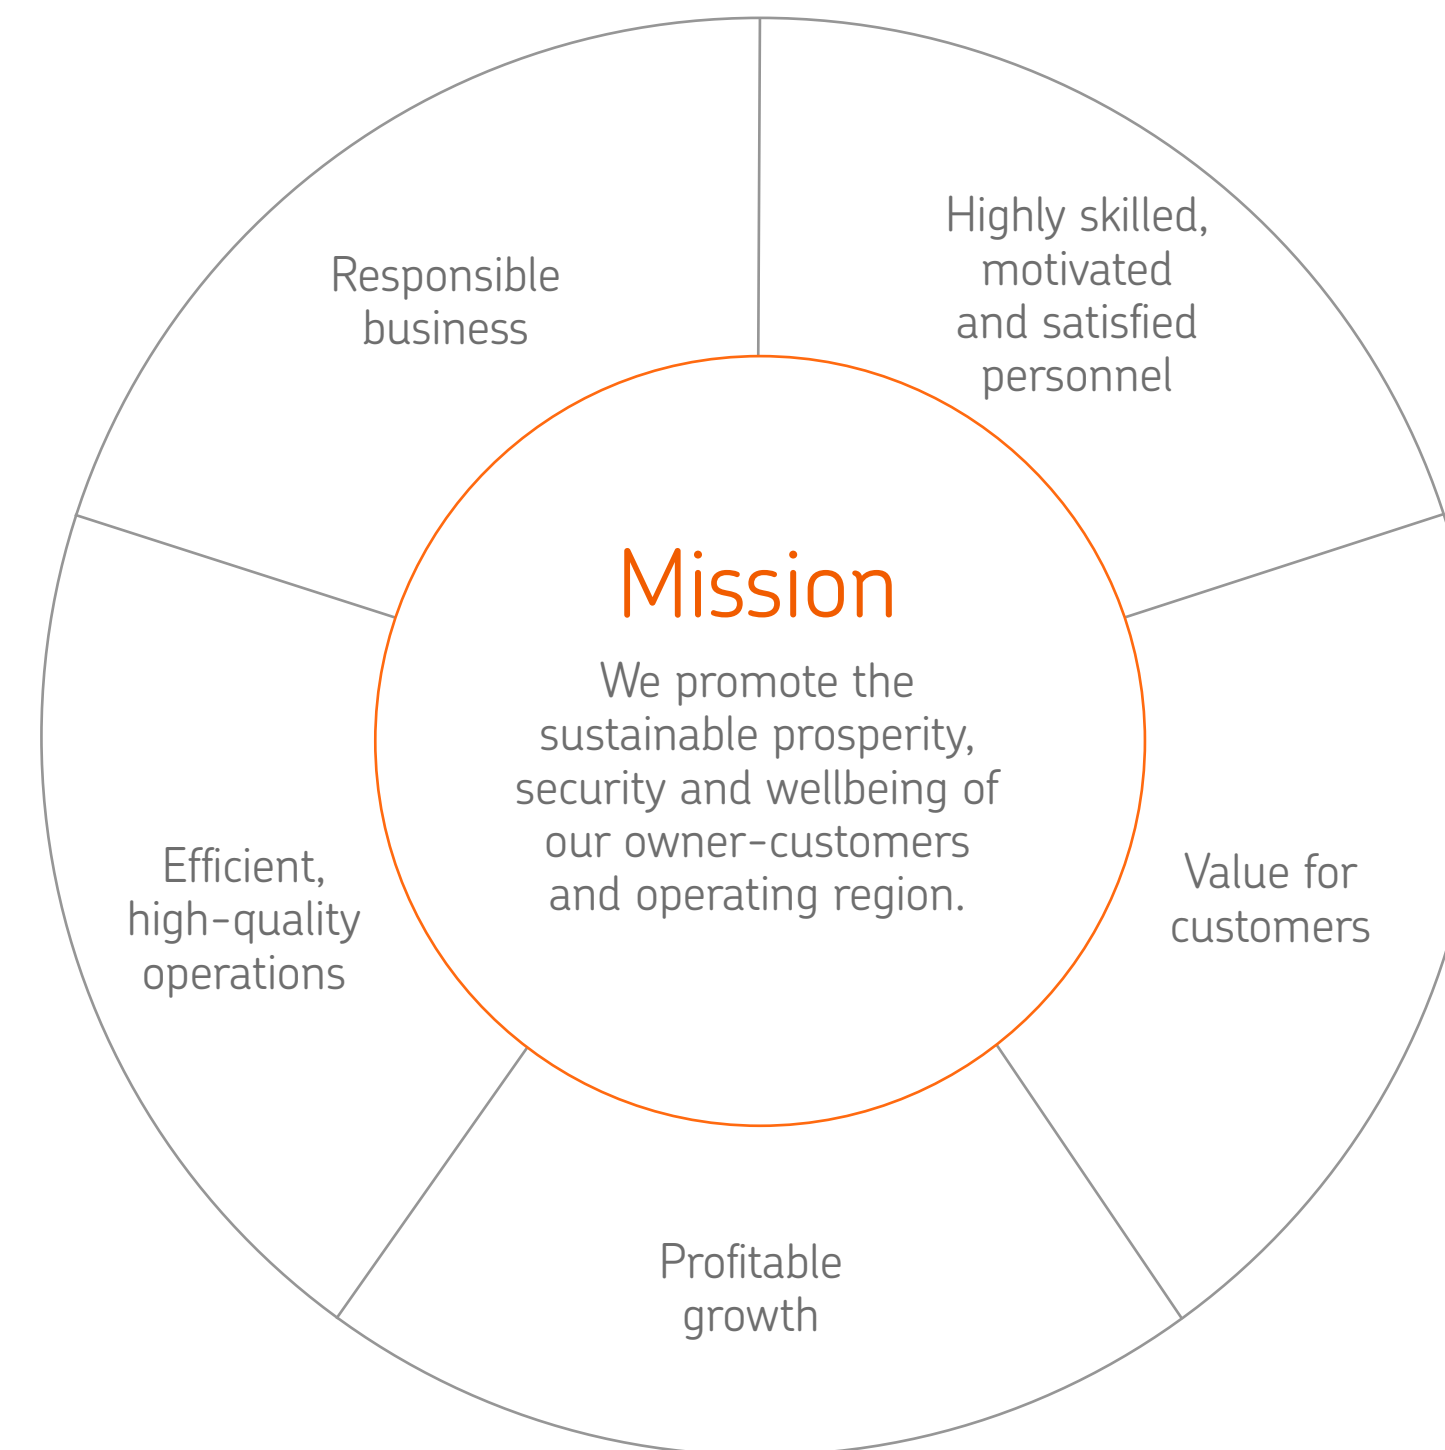 Responsible
business
Highly skilled,
motivated
and satisfied
personnel
Mission
We promote the
sustainable prosperity,
security and wellbeing of
our owner-customers
and operating region.
Efficient,
high-quality
operations
Value for
customers
Profitable
growth